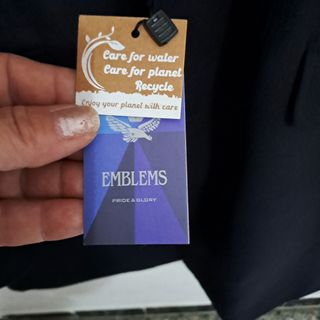 Care for water
Care for planet
Recycle
Enjoy your planet with care
EMBLEMS
PRIDE & GLORY